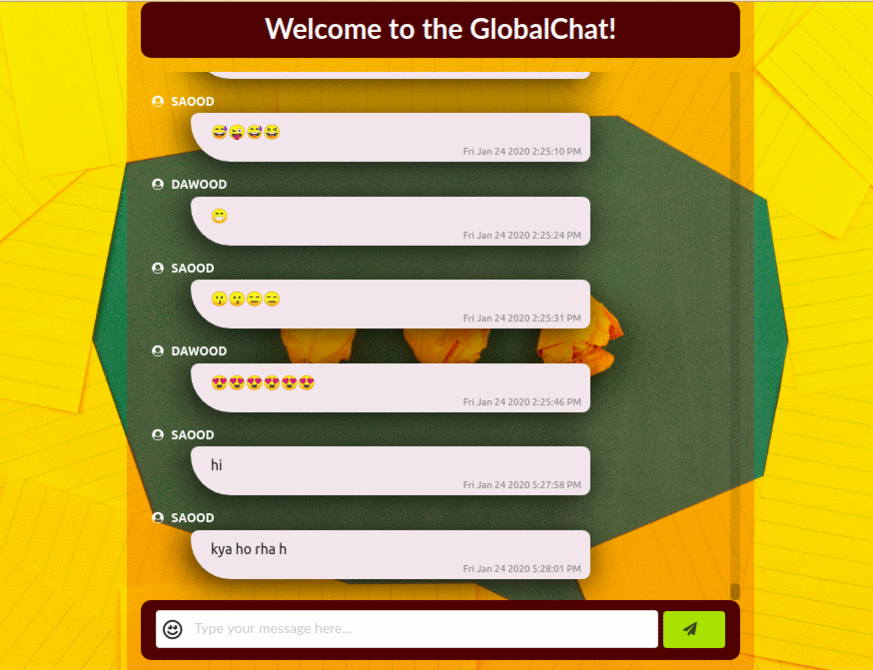 Welcome to the GlobalChat!
SAOOD
😅😜😅😆
Fri Jan 24 2020 2:25:10 PM
DAWOOD
😁
Fri Jan 24 2020 2:25:24 PM
SAOOD
😗😗😑😑
Fri Jan 24 2020 2:25:31 PM
DAWOOD
😍😍😍😍😍😍
Fri Jan 24 2020 2:25:46 PM
SAOOD
hi
Fri Jan 24 2020 5:27:58 PM
SAOOD
kya ho rha h
Fri Jan 24 2020 5:28:01 PM
Type your message here...